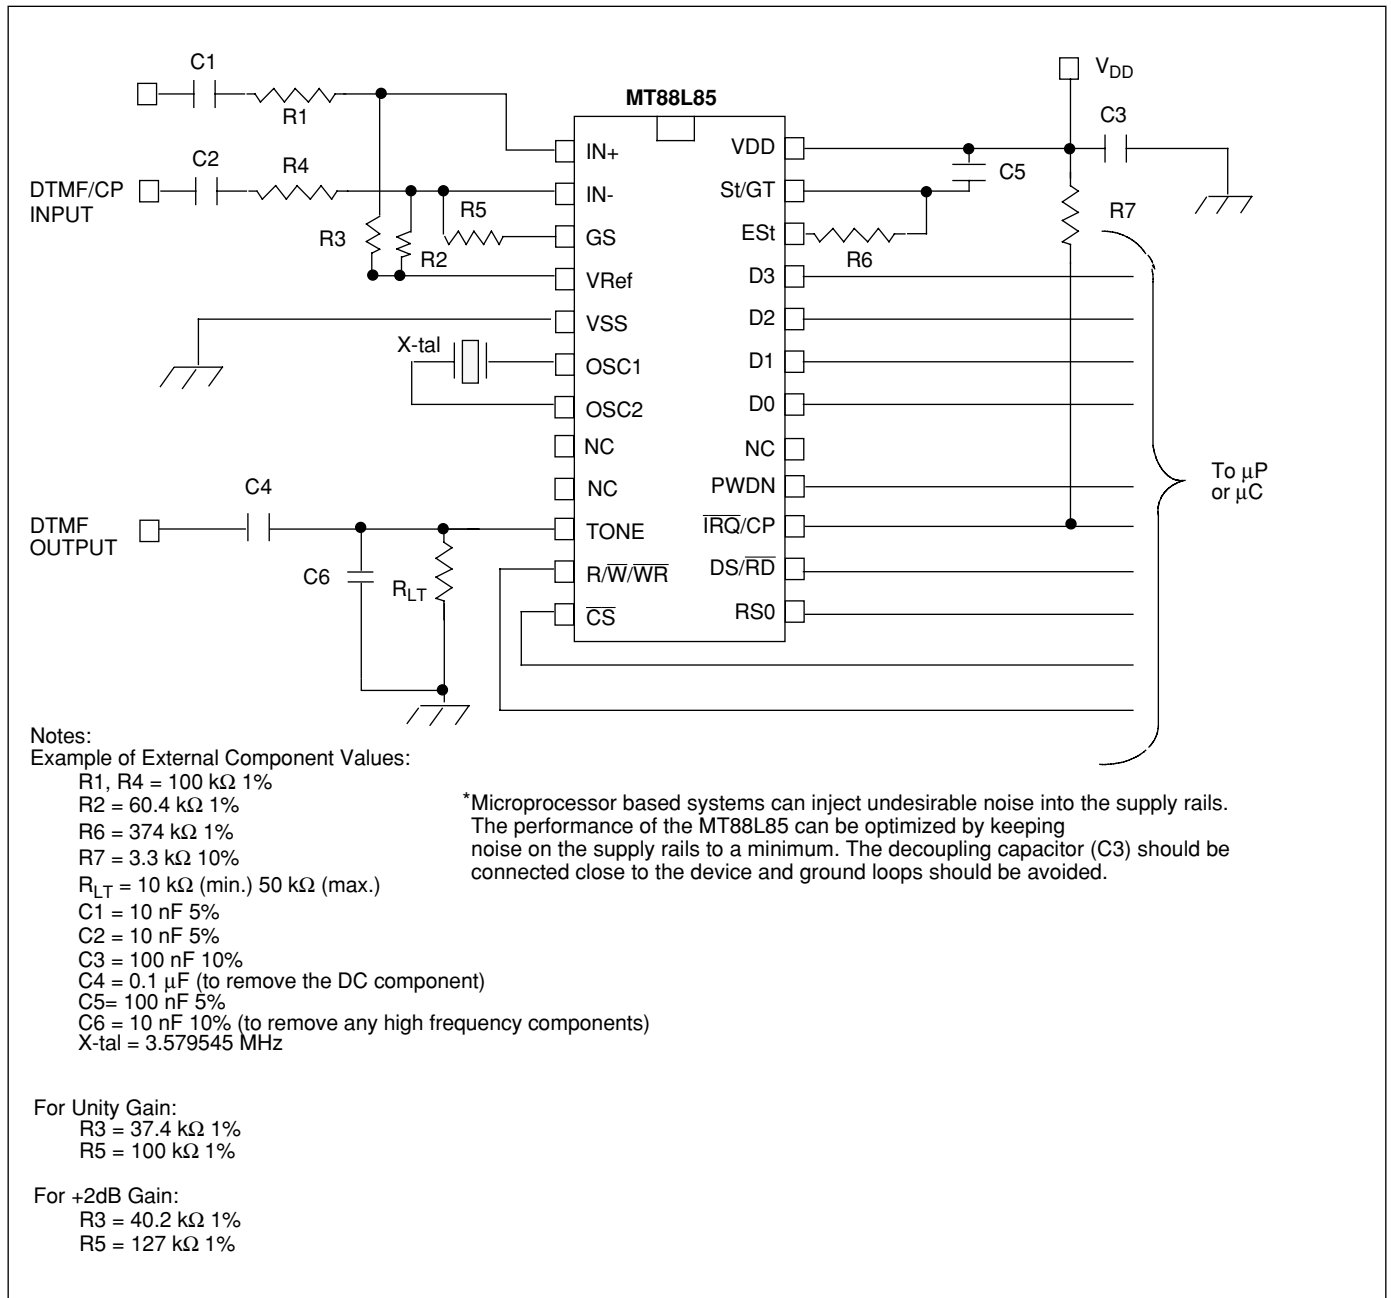 C1
R1
MT88L85
V_DD
C3
C2
R4
IN+
VDD
C5
DTMF/CP
INPUT
IN-
St/GT
R5
R7
R3
R2
GS
ESt
R6
VRef
D3
VSS
D2
X-tal
OSC1
D1
OSC2
D0
NC
NC
C4
NC
PWDN
To µP
or µC
DTMF
OUTPUT
TONE
I̅R̅Q̅/CP
C6
R_LT
R/W̅/W̅R̅
DS/R̅D̅
C̅S̅
RS0
Notes:
Example of External Component Values:
R1, R4 = 100 kΩ 1%
R2 = 60.4 kΩ 1%
R6 = 374 kΩ 1%
R7 = 3.3 kΩ 10%
R_LT = 10 kΩ (min.) 50 kΩ (max.)
C1 = 10 nF 5%
C2 = 10 nF 5%
C3 = 100 nF 10%
C4 = 0.1 µF (to remove the DC component)
C5= 100 nF 5%
C6 = 10 nF 10% (to remove any high frequency components)
X-tal = 3.579545 MHz
*Microprocessor based systems can inject undesirable noise into the supply rails.
The performance of the MT88L85 can be optimized by keeping
noise on the supply rails to a minimum. The decoupling capacitor (C3) should be
connected close to the device and ground loops should be avoided.
For Unity Gain:
R3 = 37.4 kΩ 1%
R5 = 100 kΩ 1%
For +2dB Gain:
R3 = 40.2 kΩ 1%
R5 = 127 kΩ 1%